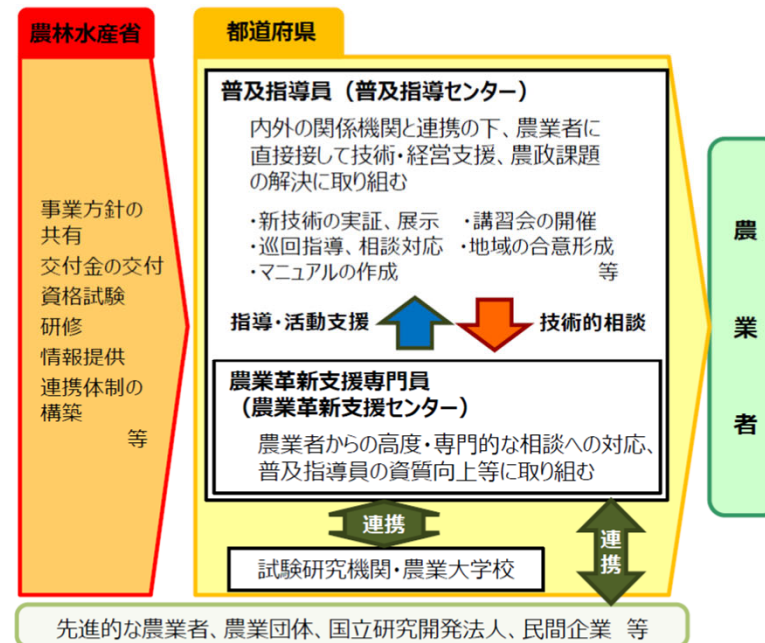 農林水産省
事業方針の
共有
交付金の交付
資格試験
研修
情報提供
連携体制の
構築
等
都道府県
普及指導員（普及指導センター）
内外の関係機関と連携の下、農業者に
直接接して技術・経営支援、農政課題
の解決に取り組む
・新技術の実証、展示　・講習会の開催
・巡回指導、相談対応　・地域の合意形成
・マニュアルの作成　等
指導・活動支援
技術的相談
農業革新支援専門員
（農業革新支援センター）
農業者からの高度・専門的な相談への対応、
普及指導員の資質向上等に取り組む
連携
試験研究機関・農業大学校
連携
農業者
先進的な農業者、農業団体、国立研究開発法人、民間企業　等